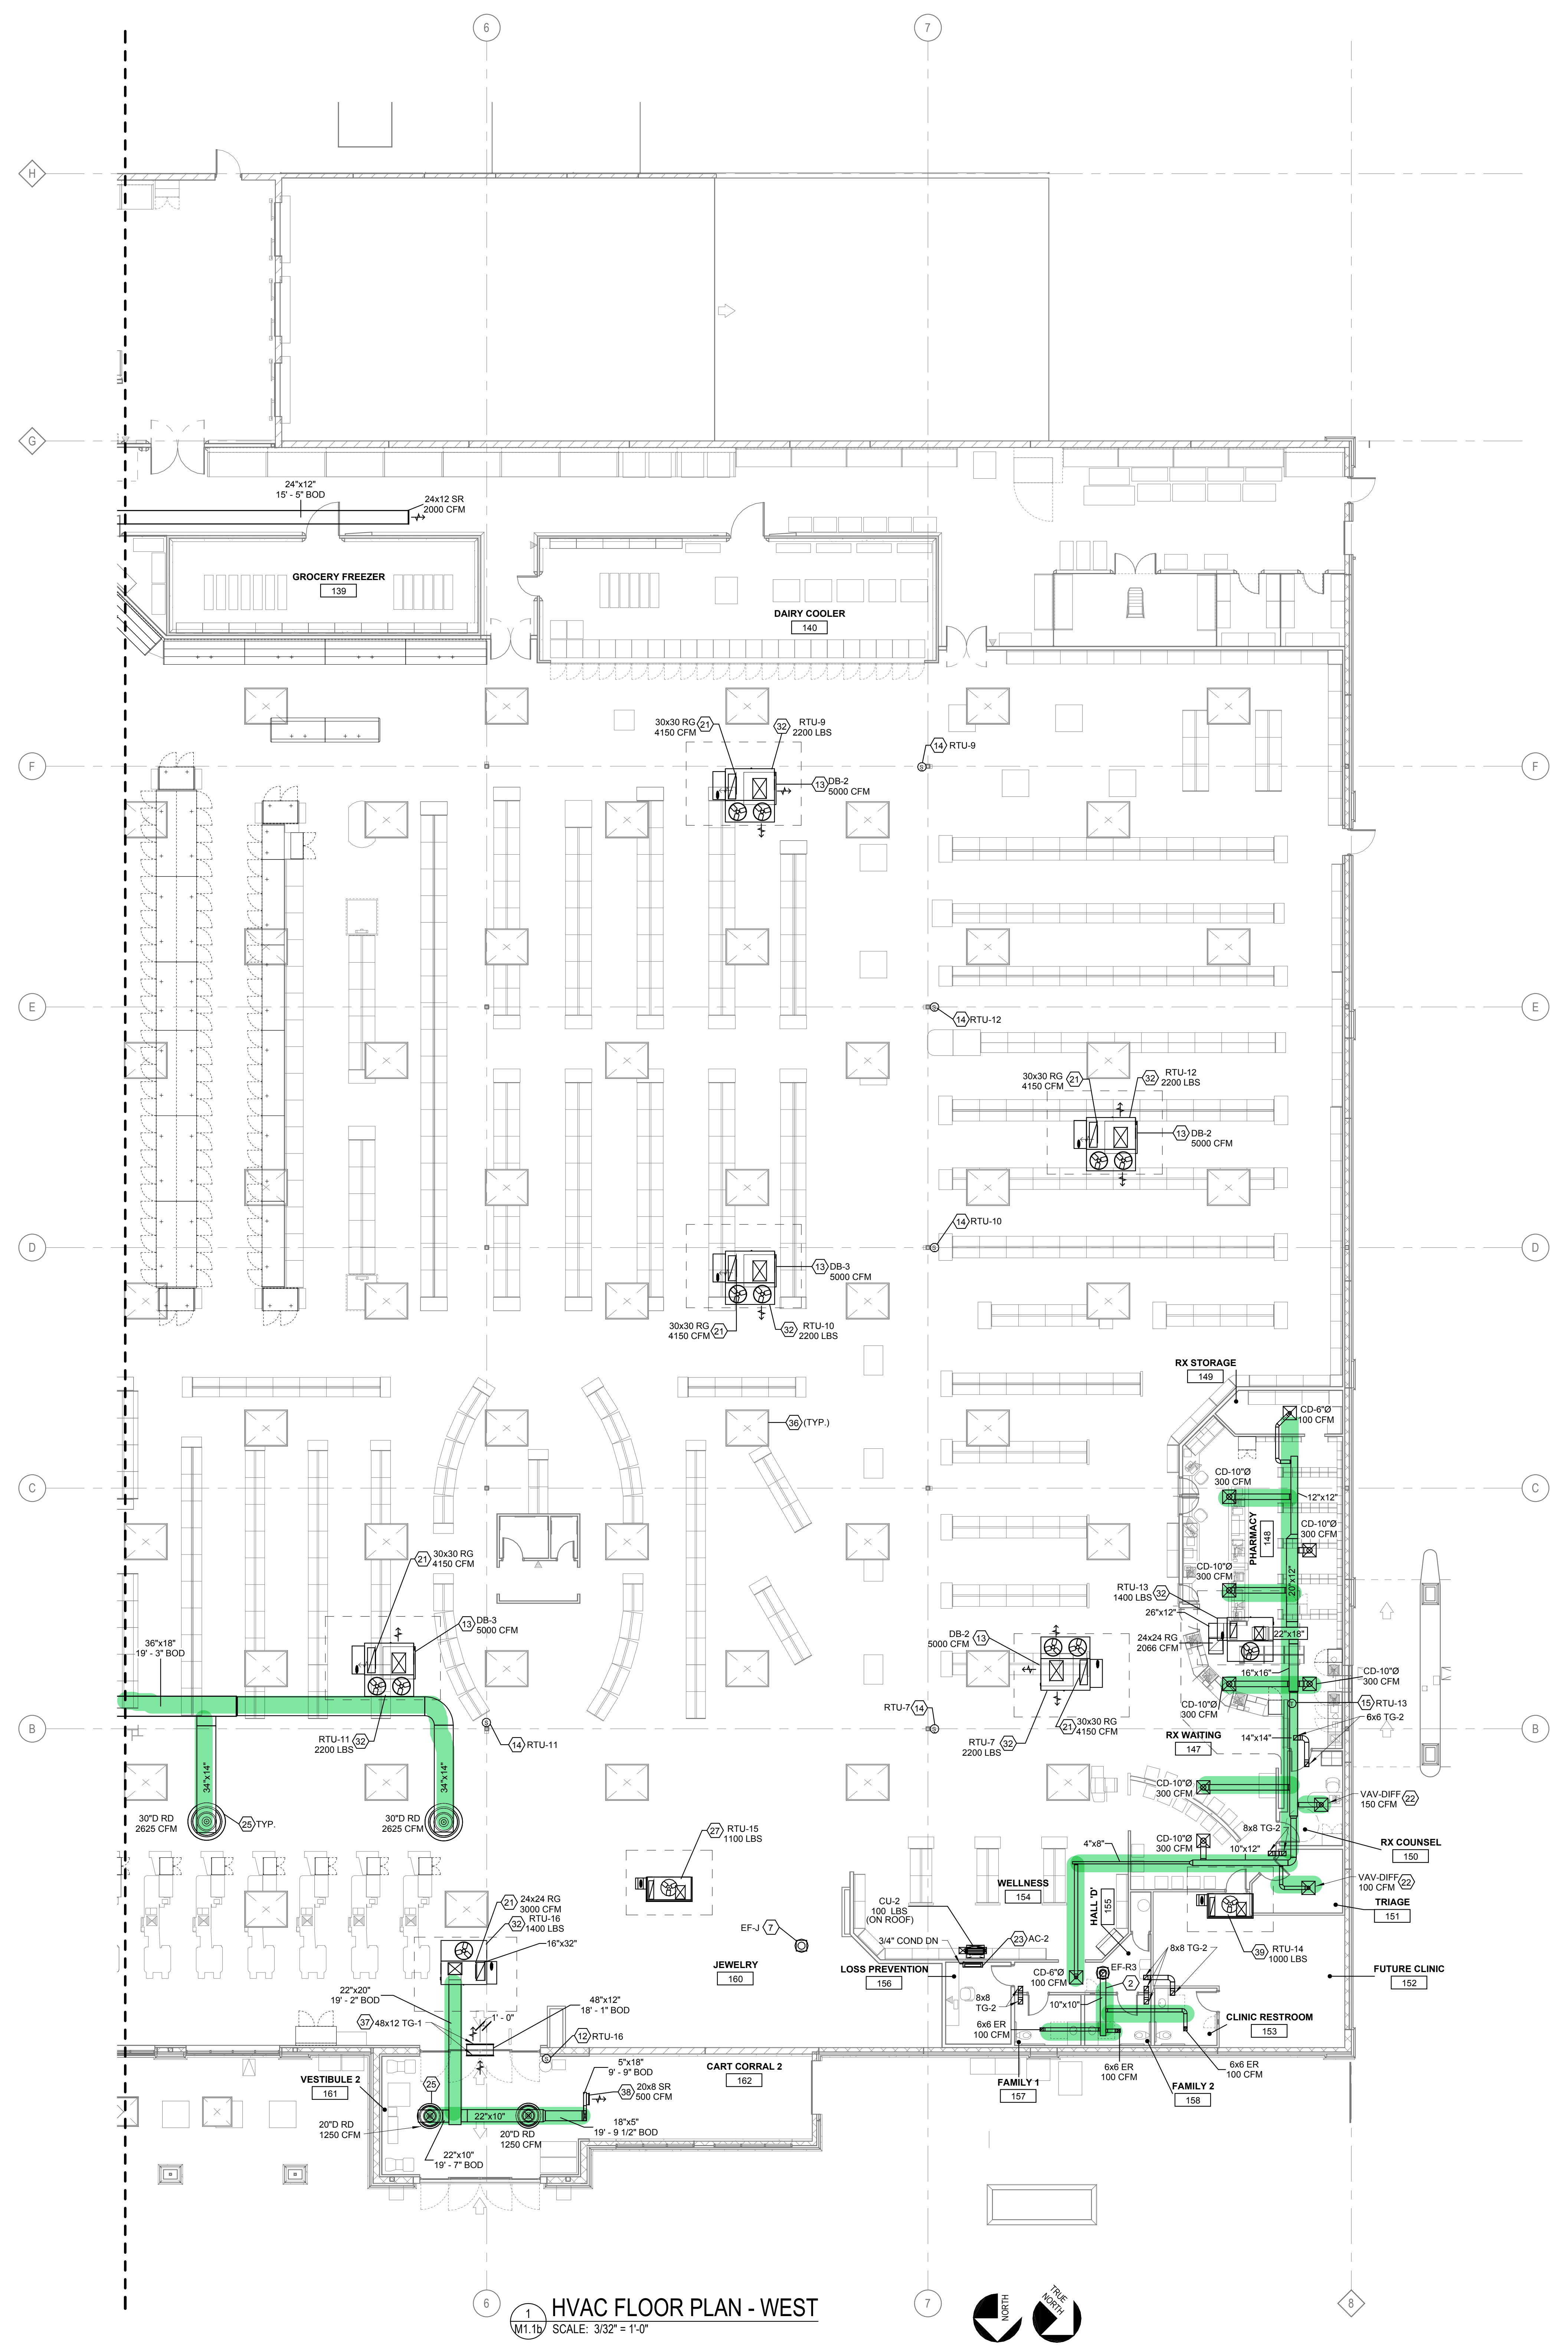 6
7
H
G
24"x12"
15' - 5" BOD
24x12 SR
2000 CFM
GROCERY FREEZER
139
DAIRY COOLER
140
30x30 RG
4150 CFM
21
32
RTU-9
2200 LBS
14
RTU-9
F
F
13
DB-2
5000 CFM
S
E
S
E
14
RTU-12
30x30 RG
4150 CFM
21
32
RTU-12
2200 LBS
13
DB-2
5000 CFM
14
RTU-10
D
S
D
13
DB-3
5000 CFM
30x30 RG
4150 CFM
21
32
RTU-10
2200 LBS
RX STORAGE
149
CD-6"Ø
100 CFM
36
(TYP.)
CD-10"Ø
300 CFM
C
C
12"x12"
CD-10"Ø
300 CFM
PHARMACY
148
21
30x30 RG
4150 CFM
CD-10"Ø
300 CFM
20"x12"
RTU-13
1400 LBS
32
26"x12"
13
DB-3
5000 CFM
DB-2
5000 CFM
13
24x24 RG
2066 CFM
22"x18"
36"x18"
19' - 3" BOD
16"x16"
CD-10"Ø
300 CFM
CD-10"Ø
300 CFM
15
RTU-13
T
RTU-7
14
6x6 TG-2
B
S
S
B
RTU-11
2200 LBS
32
14
RTU-11
RTU-7
2200 LBS
32
21
30x30 RG
4150 CFM
RX WAITING
147
14"x14"
34"x14"
34"x14"
CD-10"Ø
300 CFM
VAV-DIFF
150 CFM
22
30"D RD
2625 CFM
25
TYP.
30"D RD
2625 CFM
27
RTU-15
1100 LBS
8x8 TG-2
CD-10"Ø
300 CFM
RX COUNSEL
150
4"x8"
10"x12"
WELLNESS
154
VAV-DIFF
100 CFM
22
TRIAGE
151
21
24x24 RG
3000 CFM
32
RTU-16
1400 LBS
CU-2
100 LBS
(ON ROOF)
HALL 'D'
155
EF-J
7
16"x32"
3/4" COND DN
23
AC-2
8x8 TG-2
39
RTU-14
1000 LBS
JEWELRY
160
LOSS PREVENTION
156
CD-6"Ø
100 CFM
EF-R3
2
FUTURE CLINIC
152
22"x20"
19' - 2" BOD
48"x12"
18' - 1" BOD
8x8
TG-2
10"x10"
37
48x12 TG-1
1' - 0"
6x6 ER
100 CFM
CLINIC RESTROOM
153
12
RTU-16
S
5"x18"
9' - 9" BOD
CART CORRAL 2
162
6x6 ER
100 CFM
6x6 ER
100 CFM
VESTIBULE 2
161
25
38
20x8 SR
500 CFM
FAMILY 1
157
FAMILY 2
158
22"x10"
20"D RD
1250 CFM
20"D RD
1250 CFM
18"x5"
19' - 9 1/2" BOD
22"x10"
19' - 7" BOD
6
7
8
1
M1.1b
HVAC FLOOR PLAN - WEST
SCALE: 3/32" = 1'-0"
NORTH
TRUE
NORTH